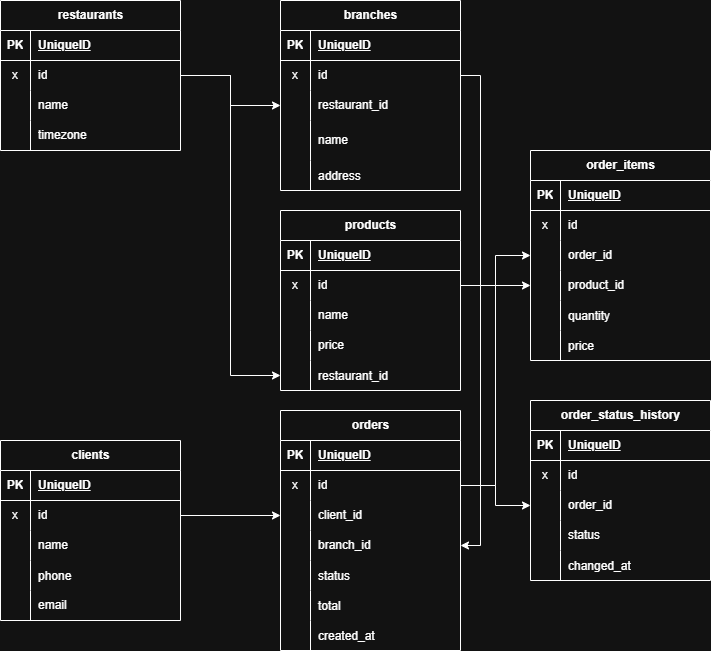 restaurants
PK UniqueID
x id
name
timezone
branches
PK UniqueID
x id
restaurant_id
name
address
products
PK UniqueID
x id
name
price
restaurant_id
order_items
PK UniqueID
x id
order_id
product_id
quantity
price
clients
PK UniqueID
x id
name
phone
email
orders
PK UniqueID
x id
client_id
branch_id
status
total
created_at
order_status_history
PK UniqueID
x id
order_id
status
changed_at